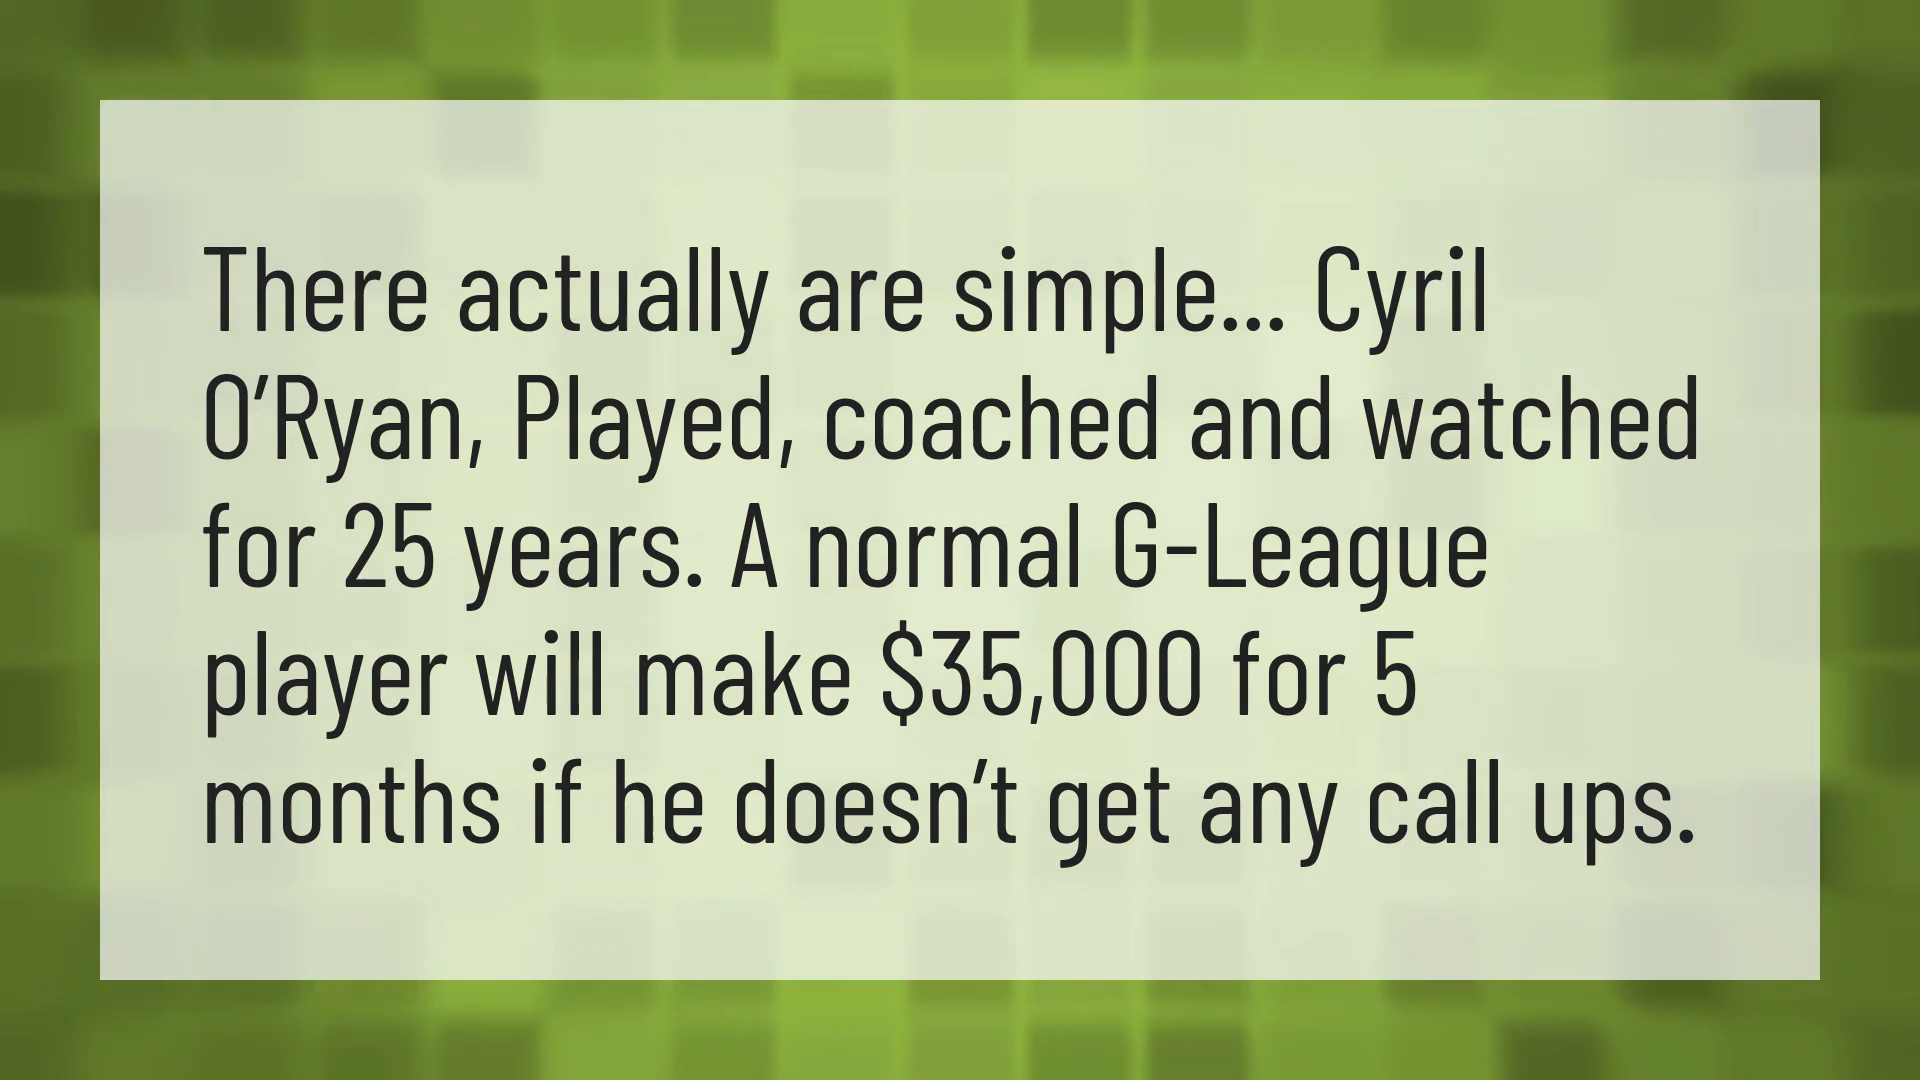 There actually are simple... Cyril
O’Ryan, Played, coached and watched
for 25 years. A normal G-League
player will make $35,000 for 5
months if he doesn’t get any call ups.